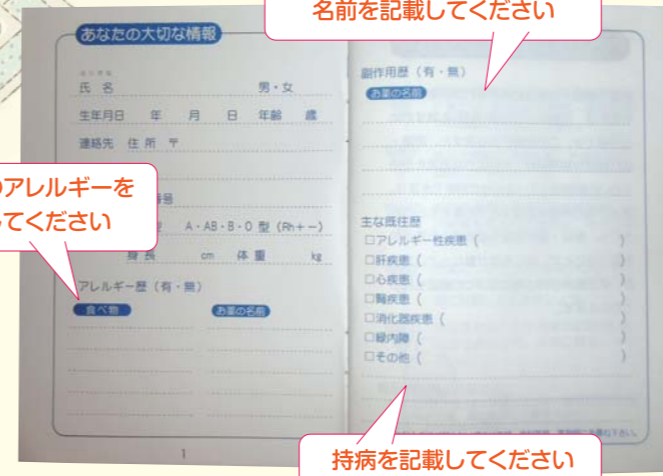 名前を記載してください
あなたの大切な情報
氏 名 男・女
生年月日 年 月 日 年齢 歳
連絡先 住 所 〒
番号
型 A・AB・B・O 型 (Rh+−)
身 長 cm 体 重 kg
アレルギー歴 (有・無)
食べ物 お薬の名前
1
のアレルギーを
してください
副作用歴 (有・無)
お薬の名前
主な既往歴
□アレルギー性疾患 ( )
□肝疾患 ( )
□心疾患 ( )
□腎疾患 ( )
□消化器疾患 ( )
□緑内障 ( )
□その他 ( )
持病を記載してください